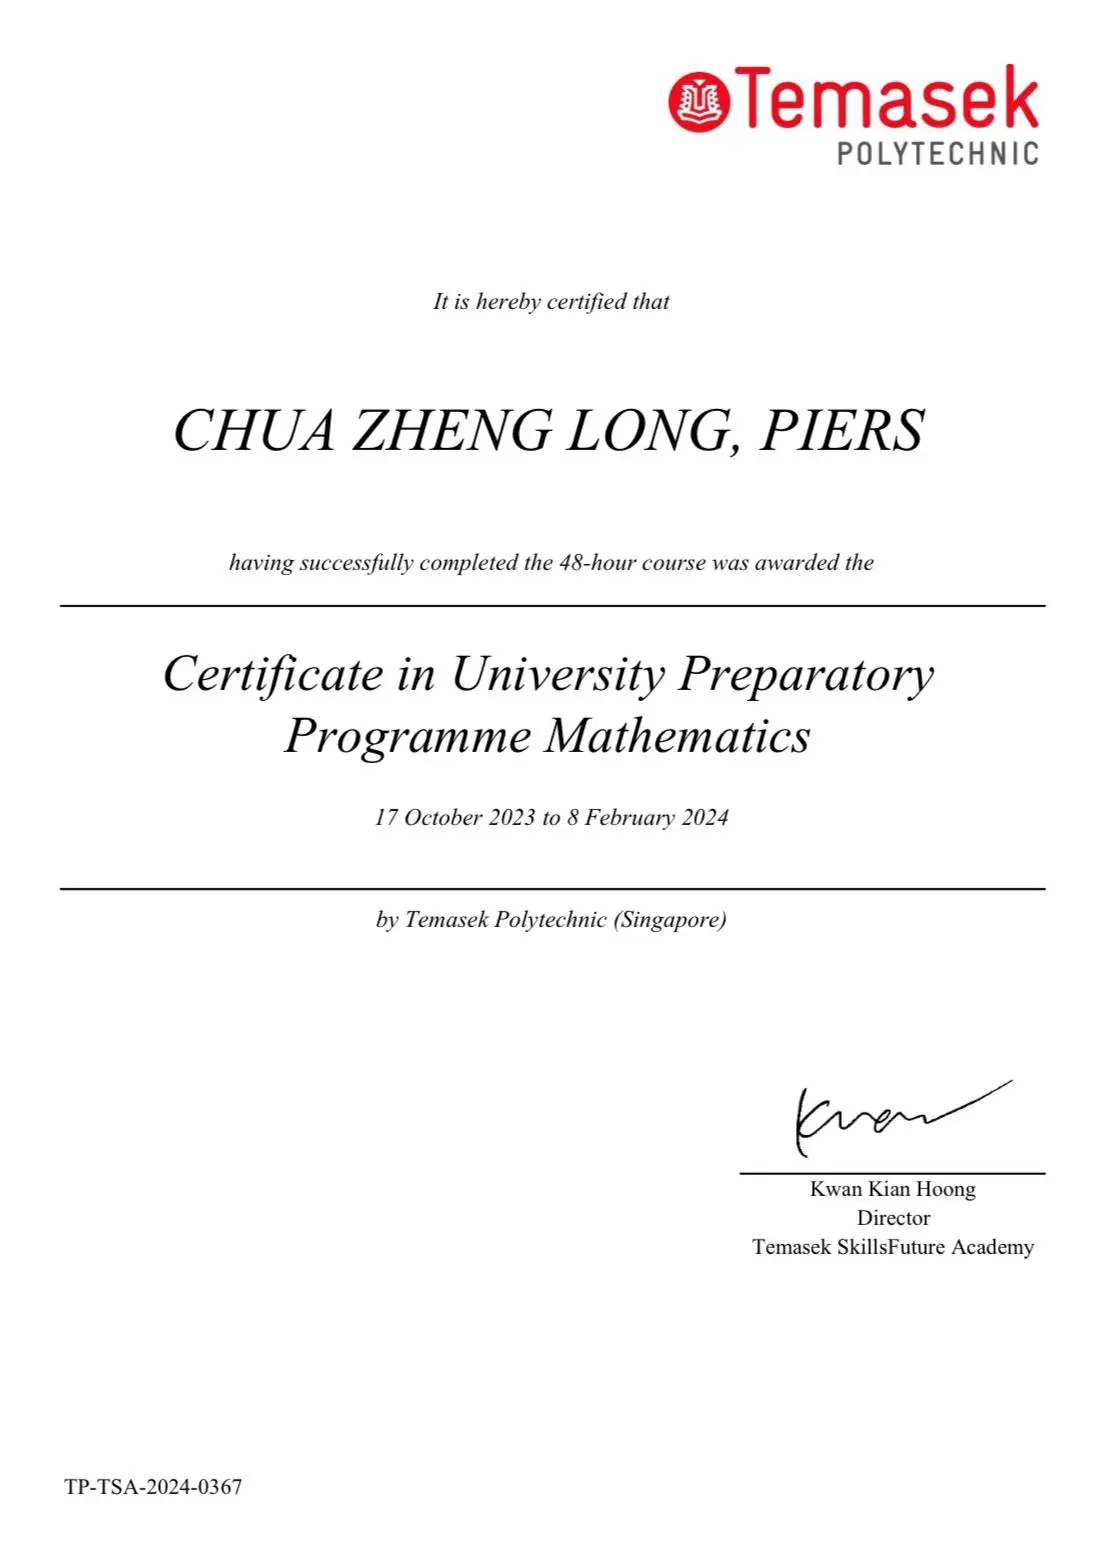 Temasek
POLYTECHNIC
It is hereby certified that
CHUA ZHENG LONG, PIERS
having successfully completed the 48-hour course was awarded the
Certificate in University Preparatory
Programme Mathematics
17 October 2023 to 8 February 2024
by Temasek Polytechnic (Singapore)
Kwan
Kwan Kian Hoong
Director
Temasek SkillsFuture Academy
TP-TSA-2024-0367